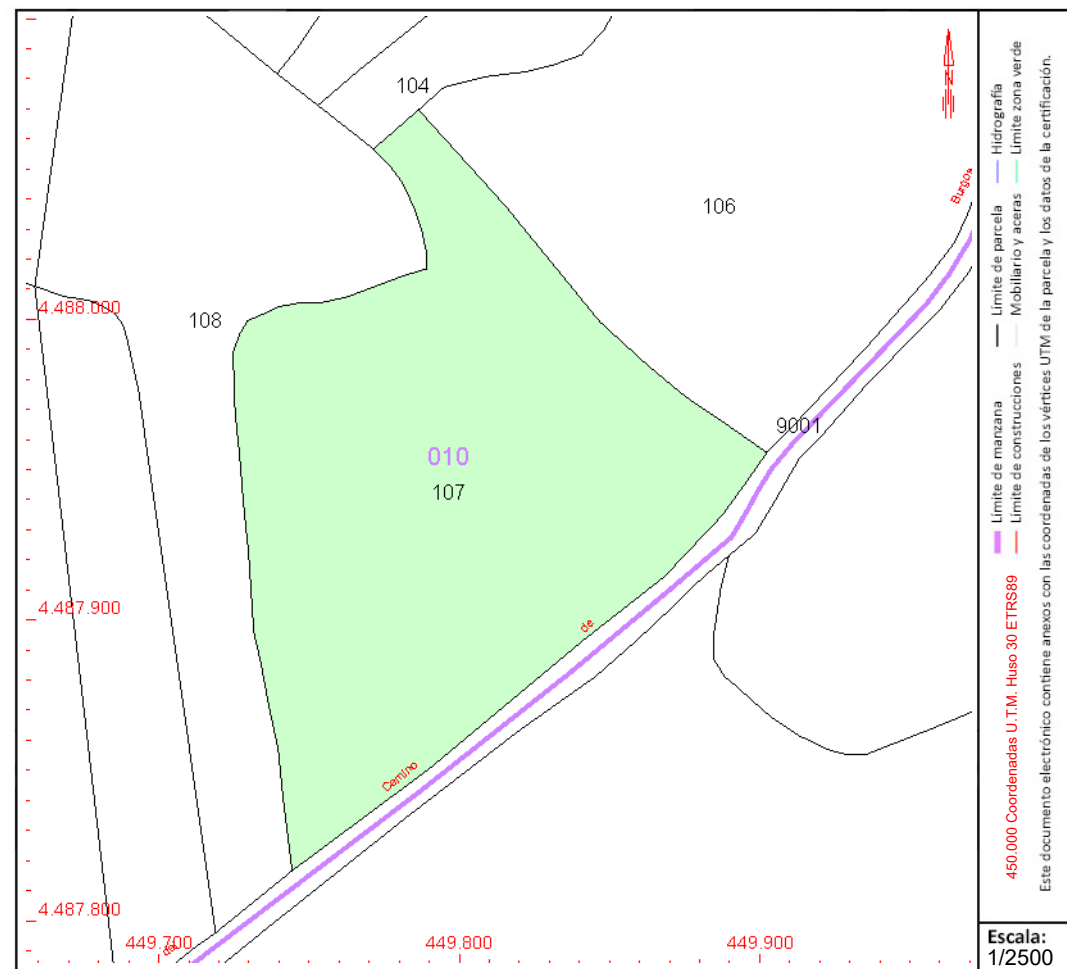 104
106
Burgos
4.488.000
108
9001
010
107
4.487.900
de
Camino
4.487.800
449.700
449.800
449.900
del
Límite de manzana
Límite de parcela
Hidrografía
Límite de construcciones
Mobiliario y aceras
Límite zona verde
450.000 Coordenadas U.T.M. Huso 30 ETRS89
Este documento electrónico contiene anexos con las coordenadas de los vértices UTM de la parcela y los datos de la certificación.
N
Escala:
1/2500